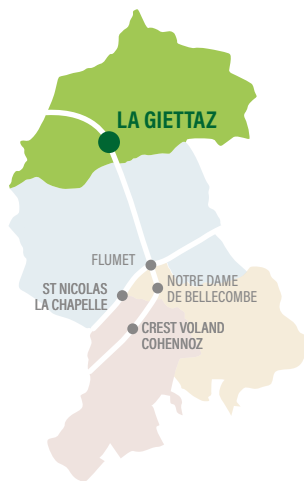 LA GIETTAZ
FLUMET
NOTRE DAME
DE BELLECOMBE
ST NICOLAS
LA CHAPELLE
CREST VOLAND
COHENNOZ